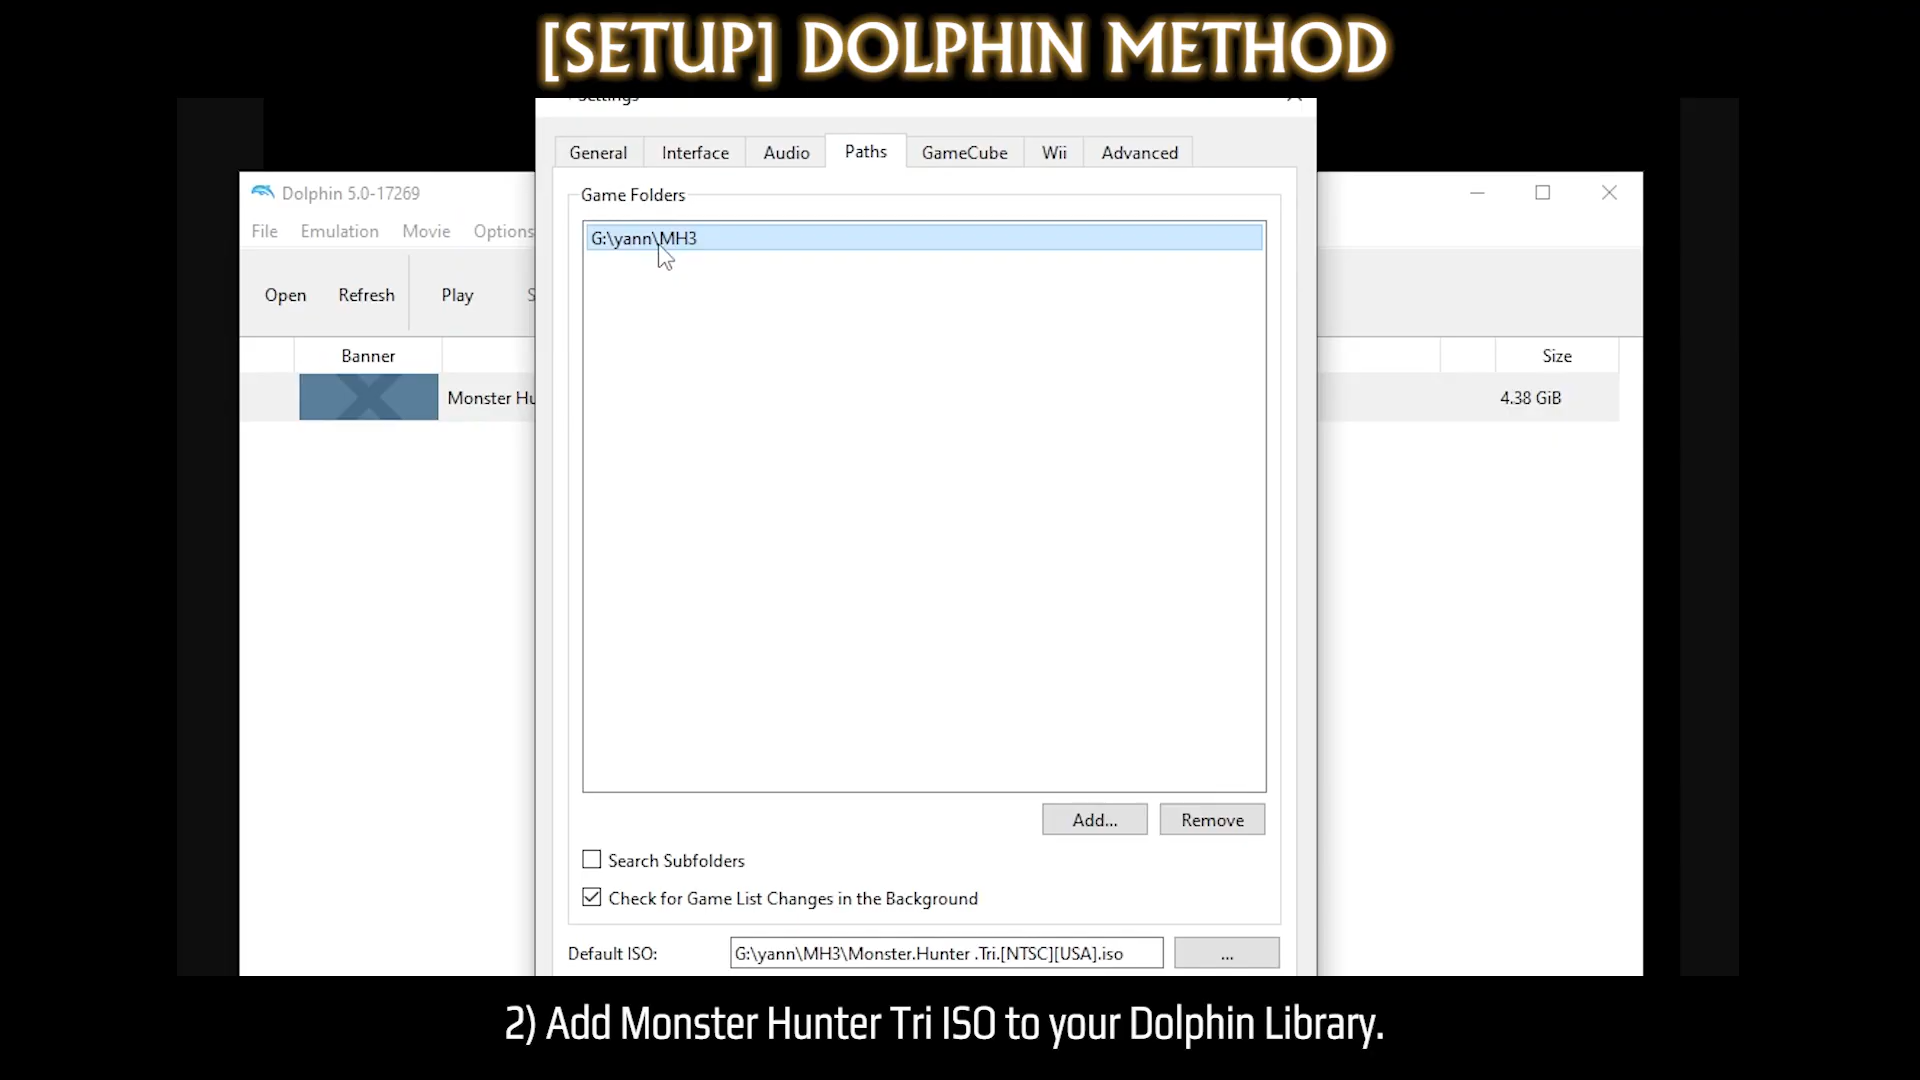 [SETUP] DOLPHIN METHOD
Settings
General Interface Audio Paths GameCube Wii Advanced
Game Folders
Dolphin 5.0-17269
File Emulation Movie Options
G:\yann\MH3
Open Refresh Play S
Banner Size
Monster Hu 4.38 GiB
Add... Remove
Search Subfolders
Check for Game List Changes in the Background
Default ISO: G:\yann\MH3\Monster.Hunter .Tri.[NTSC][USA].iso ...
2) Add Monster Hunter Tri ISO to your Dolphin Library.